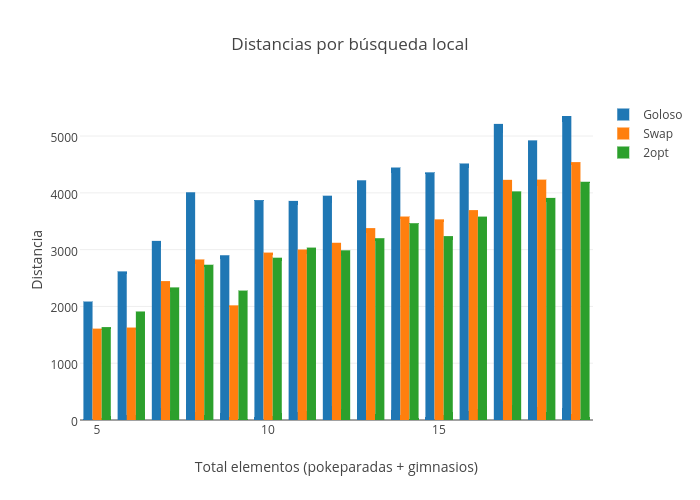 Distancias por búsqueda local
Goloso
Swap
2opt
5000
4000
3000
2000
1000
0
Distancia
5
10
15
Total elementos (pokeparadas + gimnasios)